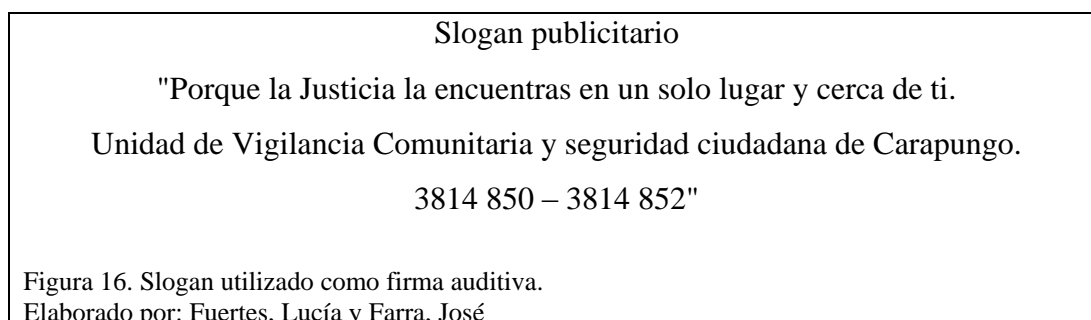 Slogan publicitario
"Porque la Justicia la encuentras en un solo lugar y cerca de ti.
Unidad de Vigilancia Comunitaria y seguridad ciudadana de Carapungo.
3814 850 – 3814 852"
Figura 16. Slogan utilizado como firma auditiva.
Elaborado por: Fuertes, Lucía y Farra, José